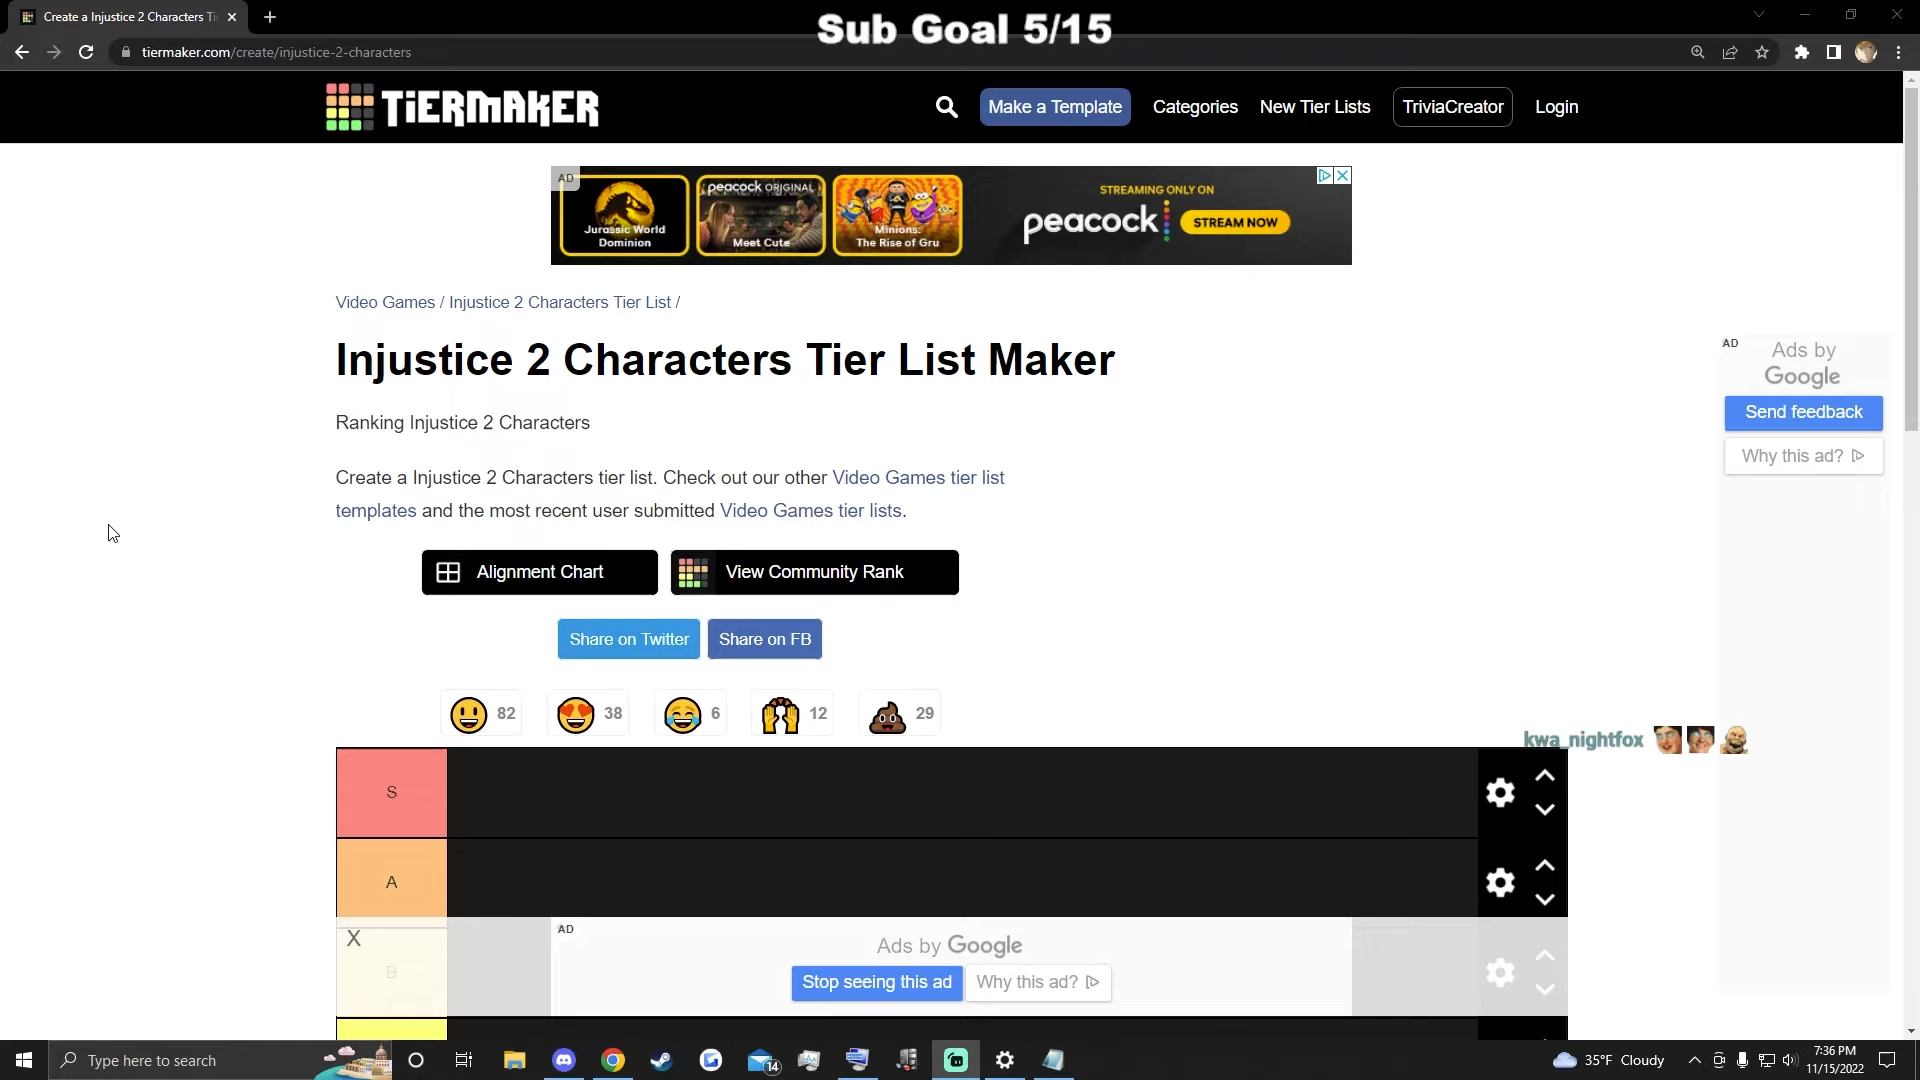 Create a Injustice 2 Characters Ti
Sub Goal 5/15
tiermaker.com/create/injustice-2-characters
TiERMAKER
Make a Template
Categories
New Tier Lists
TriviaCreator
Login
AD
Jurassic World
Dominion
peacock ORIGINAL
Meet Cute
Minions:
The Rise of Gru
STREAMING ONLY ON
peacock
STREAM NOW
Video Games / Injustice 2 Characters Tier List /
Injustice 2 Characters Tier List Maker
Ranking Injustice 2 Characters
Create a Injustice 2 Characters tier list. Check out our other Video Games tier list
templates and the most recent user submitted Video Games tier lists.
AD
Ads by
Google
Send feedback
Why this ad?
Alignment Chart
View Community Rank
Share on Twitter
Share on FB
82
38
6
12
29
kwa_nightfox
S
A
X
B
AD
Ads by Google
Stop seeing this ad
Why this ad?
Type here to search
14
35°F Cloudy
7:36 PM
11/15/2022